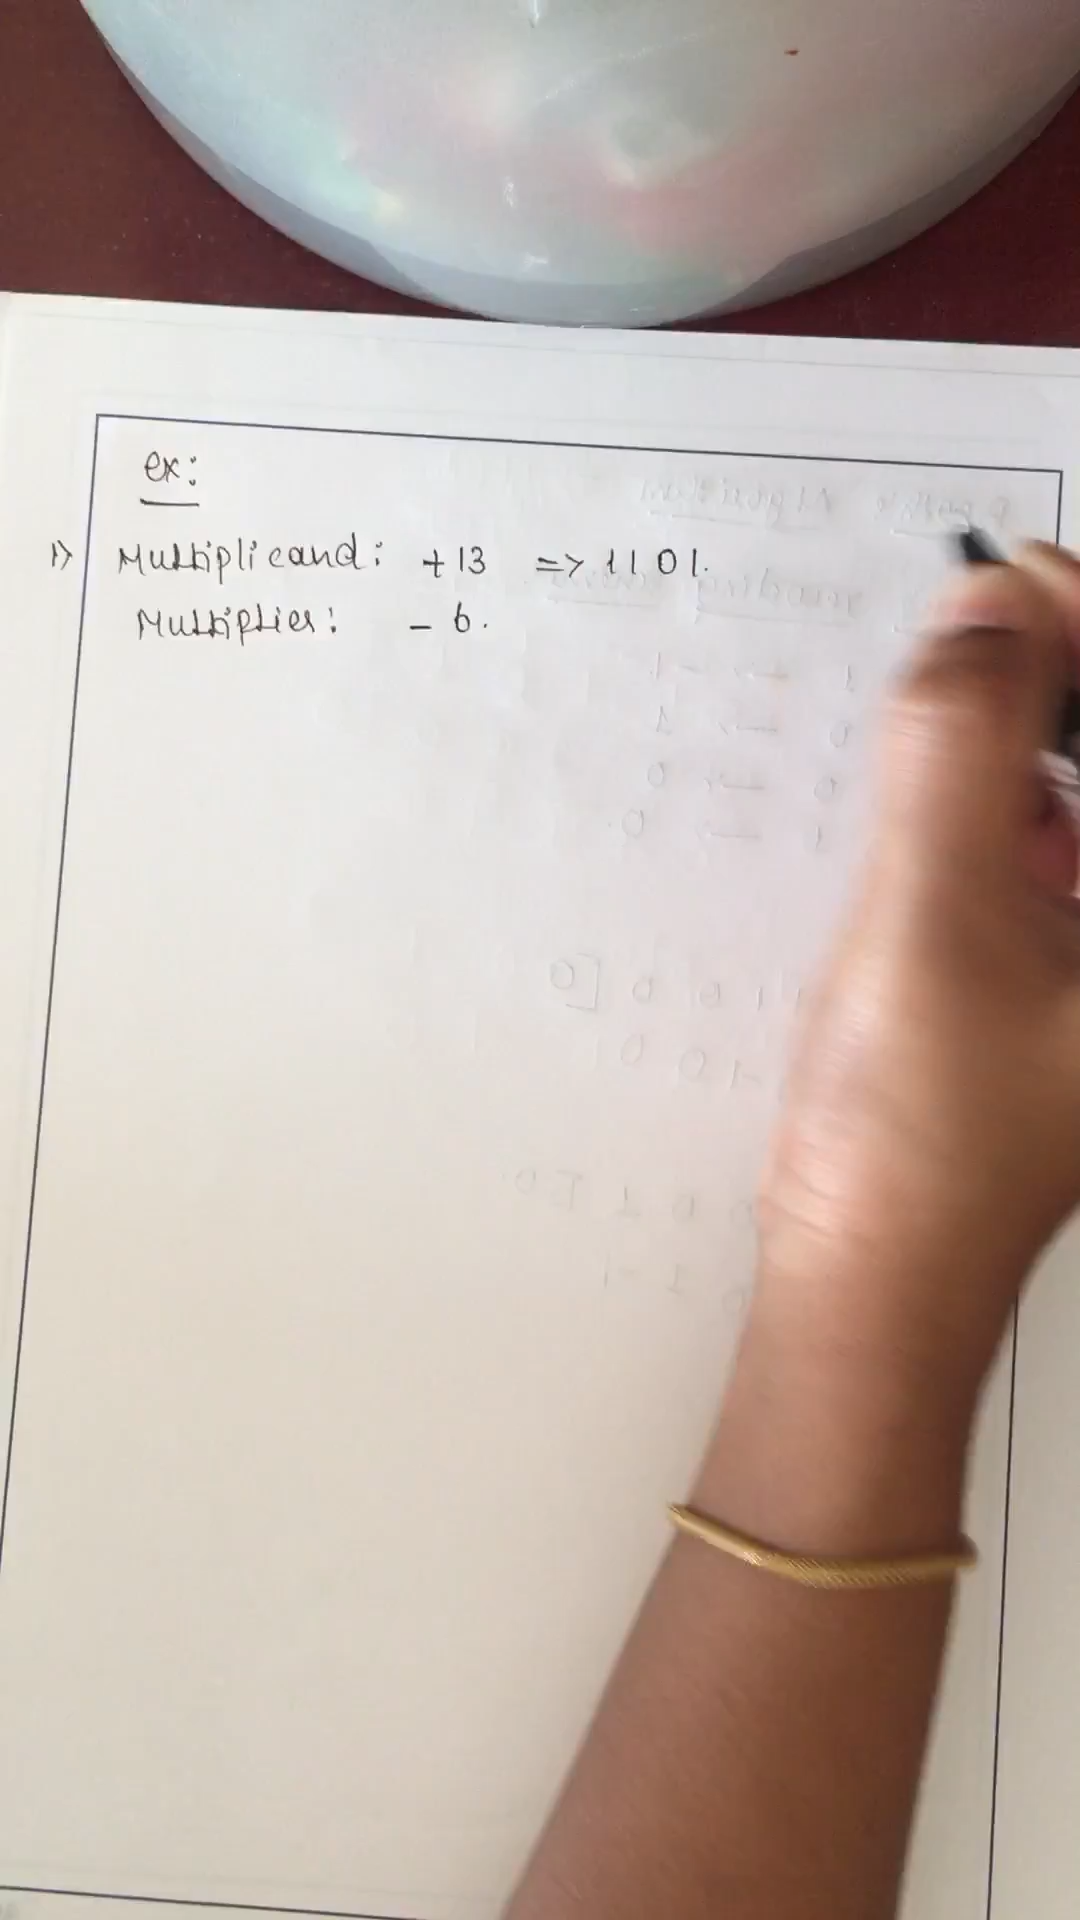 ex:
1) Multiplicand: +13 => 1101.
Multiplier: - 6.